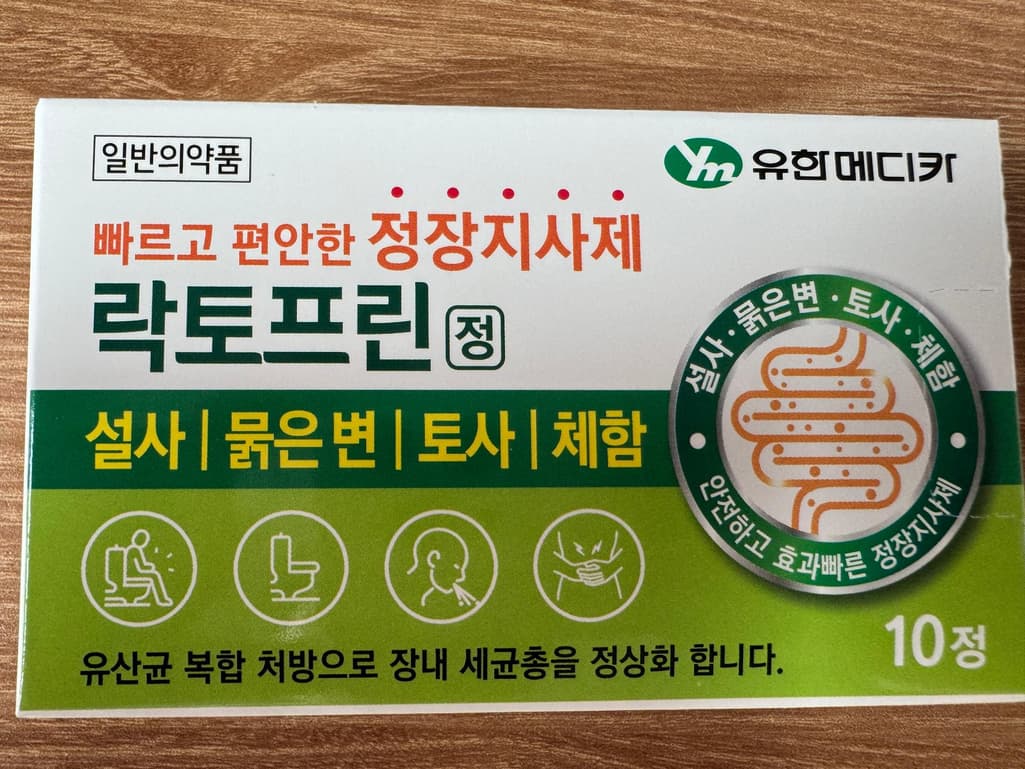 일반의약품
Ym 유한메디카
빠르고 편안한 정장지사제
락토프린 정
설사 | 묽은변 | 토사 | 체함
설사·묽은변·토사·체함
안전하고 효과빠른 정장지사제
유산균 복합 처방으로 장내 세균총을 정상화 합니다.
10정